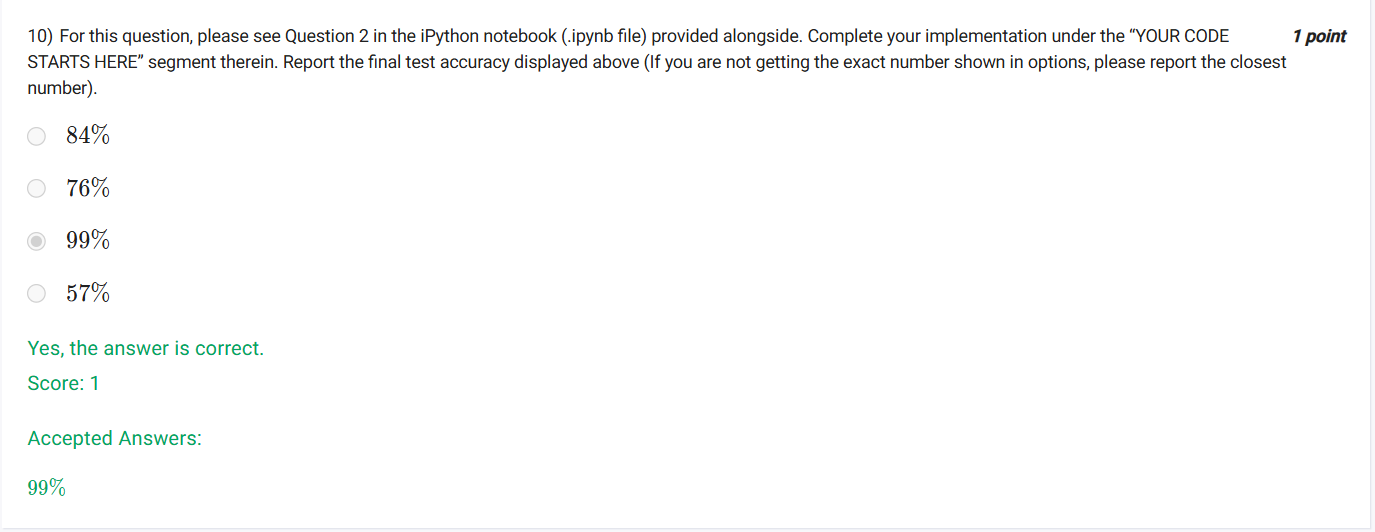 10) For this question, please see Question 2 in the iPython notebook (.ipynb file) provided alongside. Complete your implementation under the “YOUR CODE
1 point
STARTS HERE” segment therein. Report the final test accuracy displayed above (If you are not getting the exact number shown in options, please report the closest
number).
84%
76%
99%
57%
Yes, the answer is correct.
Score: 1
Accepted Answers:
99%